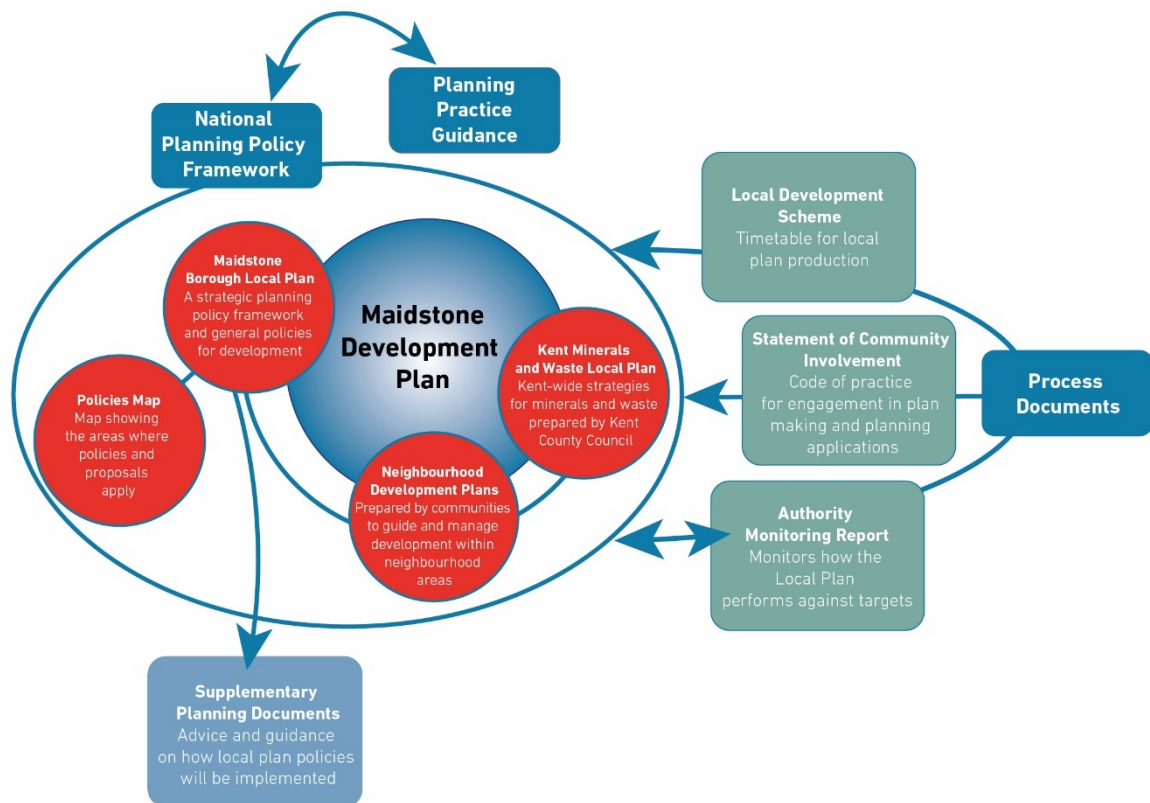 National
Planning Policy
Framework
Planning
Practice
Guidance
Maidstone
Borough Local Plan
A strategic planning
policy framework
and general policies
for development
Maidstone
Development
Plan
Policies Map
Map showing
the areas where
policies and
proposals
apply
Kent Minerals
and Waste Local Plan
Kent-wide strategies
for minerals and waste
prepared by Kent
County Council
Neighbourhood
Development Plans
Prepared by communities
to guide and manage
development within
neighbourhood
areas
Supplementary
Planning Documents
Advice and guidance
on how local plan policies
will be implemented
Local Development
Scheme
Timetable for local
plan production
Statement of Community
Involvement
Code of practice
for engagement in plan
making and planning
applications
Authority
Monitoring Report
Monitors how the
Local Plan
performs against targets
Process
Documents